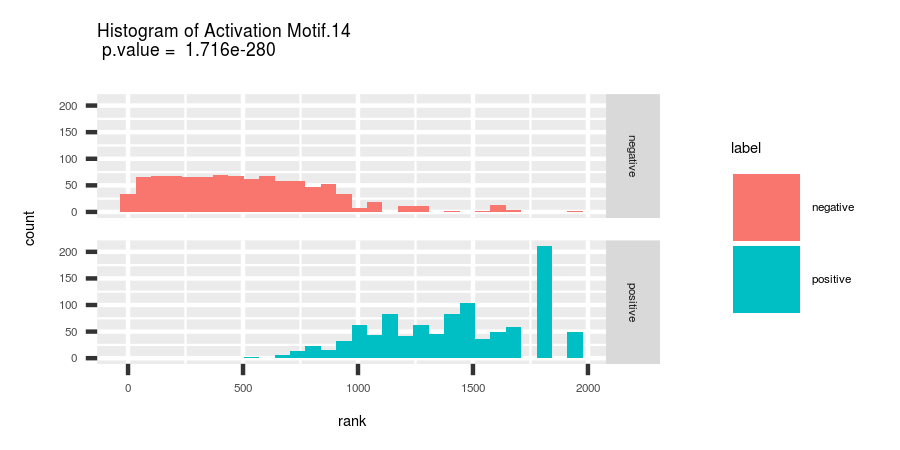 Histogram of Activation Motif.14
p.value =  1.716e-280
count
200
150
100
50
0
negative
200
150
100
50
0
positive
0
500
1000
1500
2000
rank
label
negative
positive